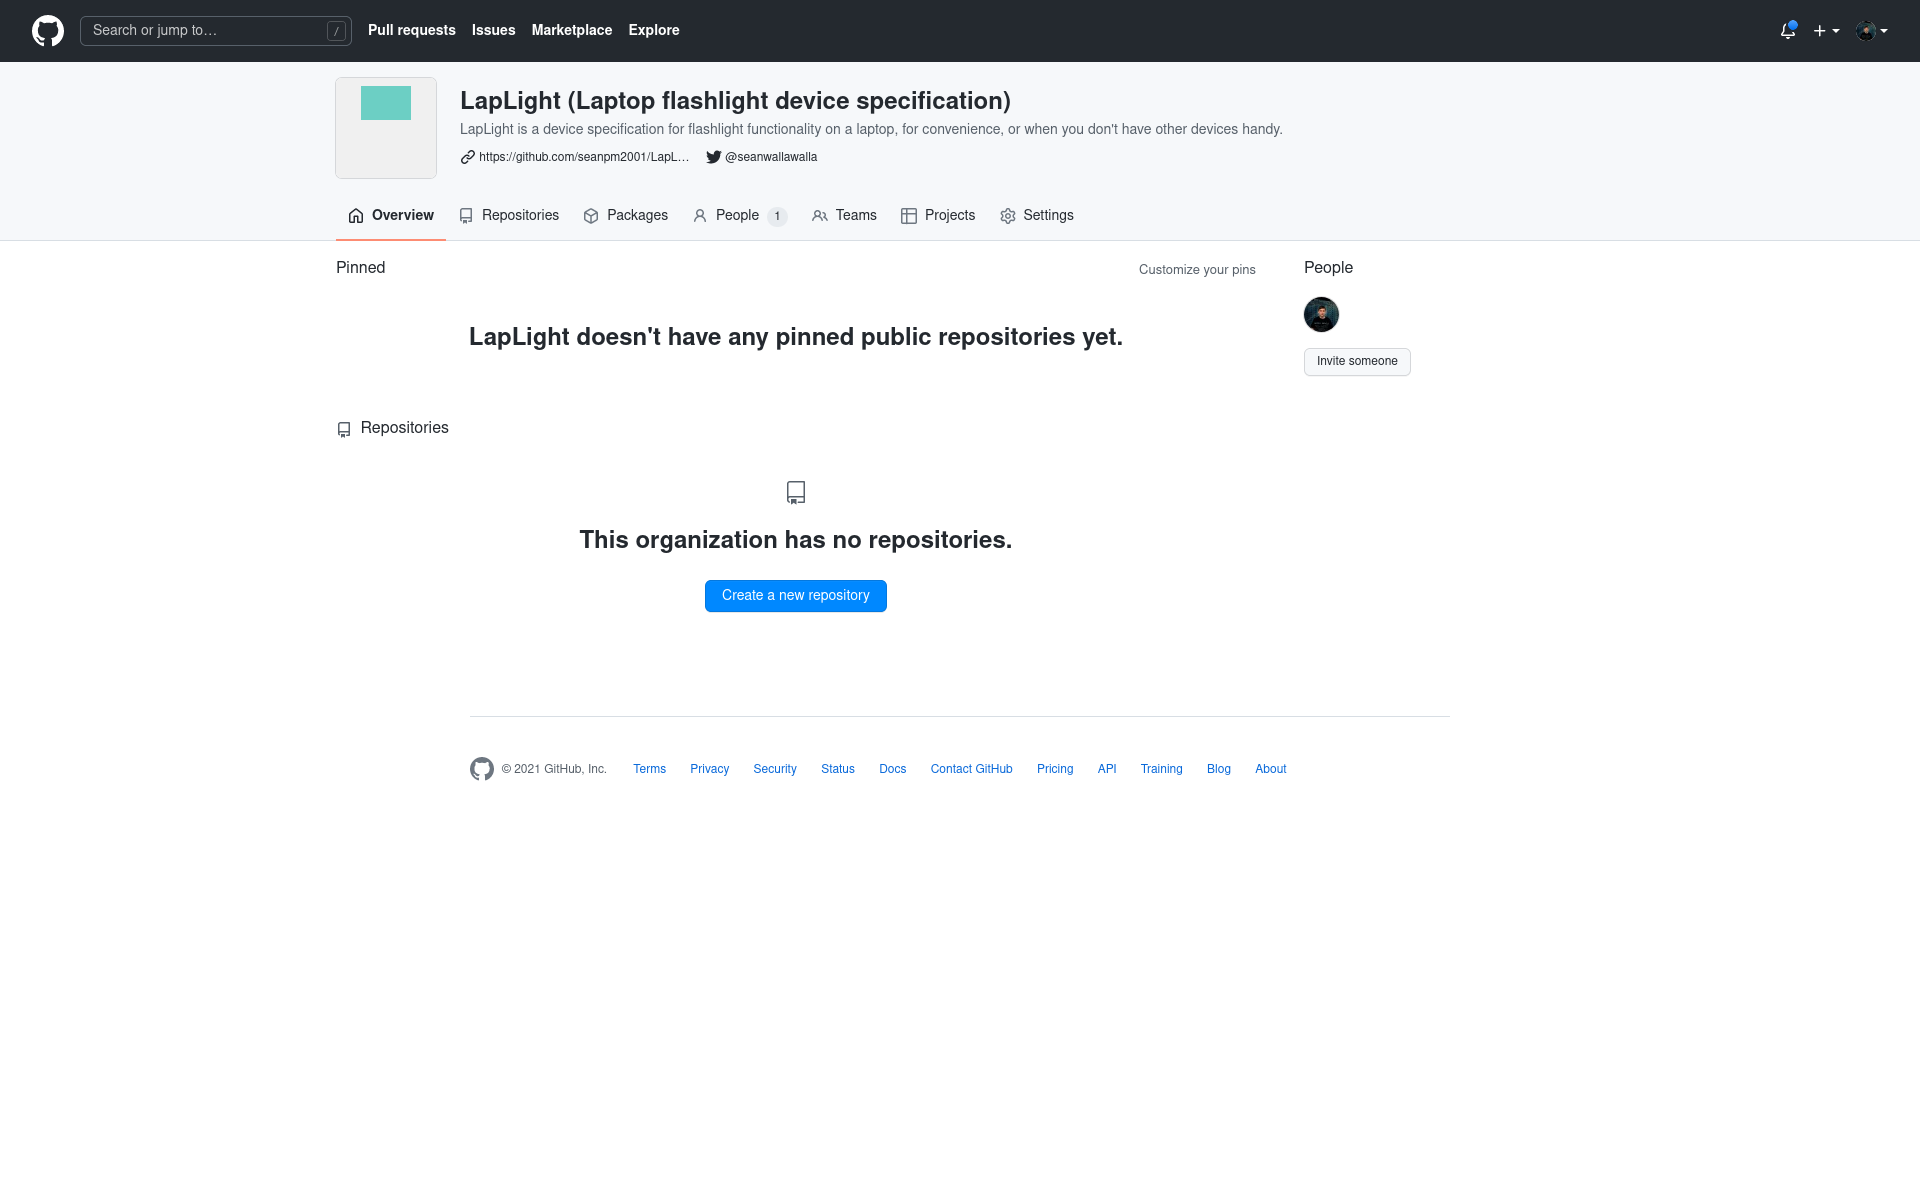 Search or jump to… /
Pull requests Issues Marketplace Explore
LapLight (Laptop flashlight device specification)
LapLight is a device specification for flashlight functionality on a laptop, for convenience, or when you don't have other devices handy.
https://github.com/seanpm2001/LapL… @seanwallawalla
Overview Repositories Packages People 1 Teams Projects Settings
Pinned Customize your pins
LapLight doesn't have any pinned public repositories yet.
People
Invite someone
Repositories
This organization has no repositories.
Create a new repository
© 2021 GitHub, Inc. Terms Privacy Security Status Docs Contact GitHub Pricing API Training Blog About